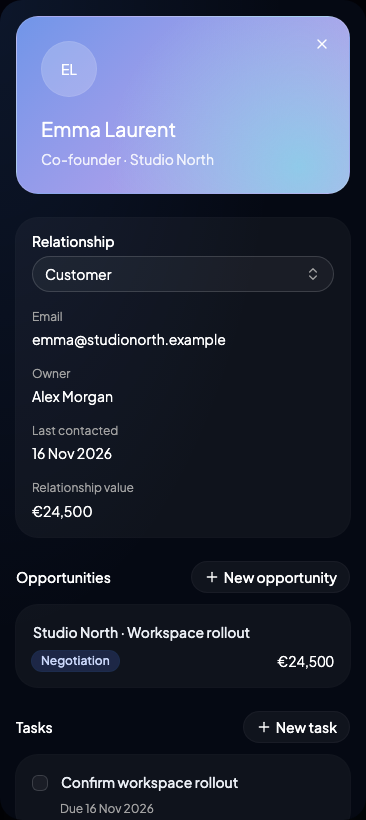 EL
Emma Laurent
Co-founder · Studio North
Relationship
Customer
Email
emma@studionorth.example
Owner
Alex Morgan
Last contacted
16 Nov 2026
Relationship value
€24,500
Opportunities
+ New opportunity
Studio North · Workspace rollout
Negotiation
€24,500
Tasks
+ New task
Confirm workspace rollout
Due 16 Nov 2026